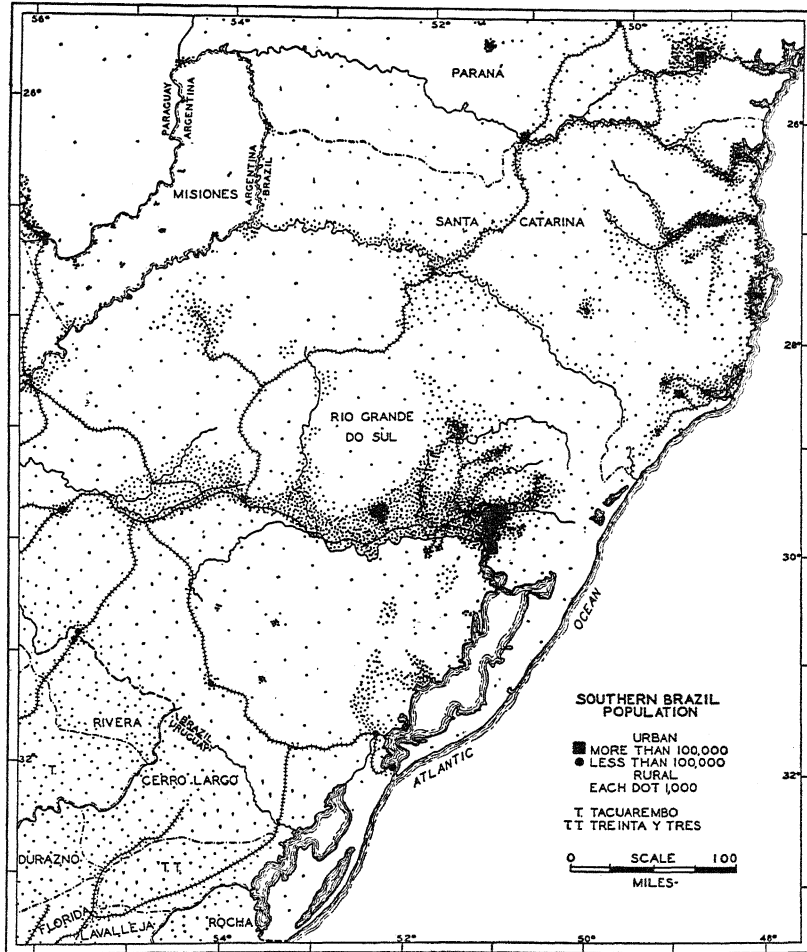 56°
54°
52°
50°
PARANÁ
26°
26°
PARAGUAY
ARGENTINA
MISIONES
ARGENTINA
BRAZIL
SANTA CATARINA
28°
28°
RIO GRANDE
DO SUL
30°
ATLANTIC OCEAN
RIVERA
BRAZIL
URUGUAY
32°
32°
T.
CERRO LARGO
DURAZNO
T.T.
FLORIDA
LAVALLEJA
ROCHA
54°
52°
50°
48°
SOUTHERN BRAZIL
POPULATION
URBAN
MORE THAN 100,000
LESS THAN 100,000
RURAL
EACH DOT 1,000
T. TACUAREMBO
T.T. TREINTA Y TRES
0 SCALE 100
MILES-